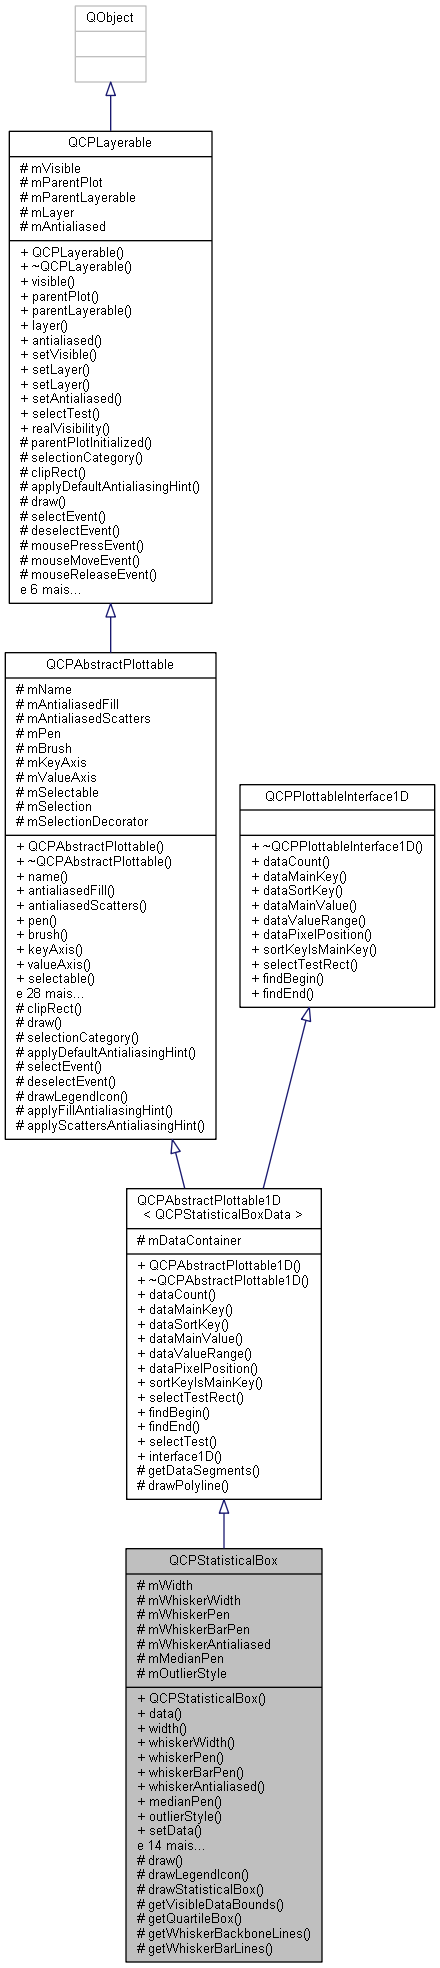 QObject
QCPLayerable
# mVisible
# mParentPlot
# mParentLayerable
# mLayer
# mAntialiased
+ QCPLayerable()
+ ~QCPLayerable()
+ visible()
+ parentPlot()
+ parentLayerable()
+ layer()
+ antialiased()
+ setVisible()
+ setLayer()
+ setLayer()
+ setAntialiased()
+ selectTest()
+ realVisibility()
# parentPlotInitialized()
# selectionCategory()
# clipRect()
# applyDefaultAntialiasingHint()
# draw()
# selectEvent()
# deselectEvent()
# mousePressEvent()
# mouseMoveEvent()
# mouseReleaseEvent()
e 6 mais...
QCPAbstractPlottable
# mName
# mAntialiasedFill
# mAntialiasedScatters
# mPen
# mBrush
# mKeyAxis
# mValueAxis
# mSelectable
# mSelection
# mSelectionDecorator
+ QCPAbstractPlottable()
+ ~QCPAbstractPlottable()
+ name()
+ antialiasedFill()
+ antialiasedScatters()
+ pen()
+ brush()
+ keyAxis()
+ valueAxis()
+ selectable()
e 28 mais...
# clipRect()
# draw()
# selectionCategory()
# applyDefaultAntialiasingHint()
# selectEvent()
# deselectEvent()
# drawLegendIcon()
# applyFillAntialiasingHint()
# applyScattersAntialiasingHint()
QCPPlottableInterface1D
+ ~QCPPlottableInterface1D()
+ dataCount()
+ dataMainKey()
+ dataSortKey()
+ dataMainValue()
+ dataValueRange()
+ dataPixelPosition()
+ sortKeyIsMainKey()
+ selectTestRect()
+ findBegin()
+ findEnd()
QCPAbstractPlottable1D
< QCPStatisticalBoxData >
# mDataContainer
+ QCPAbstractPlottable1D()
+ ~QCPAbstractPlottable1D()
+ dataCount()
+ dataMainKey()
+ dataSortKey()
+ dataMainValue()
+ dataValueRange()
+ dataPixelPosition()
+ sortKeyIsMainKey()
+ selectTestRect()
+ findBegin()
+ findEnd()
+ selectTest()
+ interface1D()
# getDataSegments()
# drawPolyline()
QCPStatisticalBox
# mWidth
# mWhiskerWidth
# mWhiskerPen
# mWhiskerBarPen
# mWhiskerAntialiased
# mMedianPen
# mOutlierStyle
+ QCPStatisticalBox()
+ data()
+ width()
+ whiskerWidth()
+ whiskerPen()
+ whiskerBarPen()
+ whiskerAntialiased()
+ medianPen()
+ outlierStyle()
+ setData()
e 14 mais...
# draw()
# drawLegendIcon()
# drawStatisticalBox()
# getVisibleDataBounds()
# getQuartileBox()
# getWhiskerBackboneLines()
# getWhiskerBarLines()